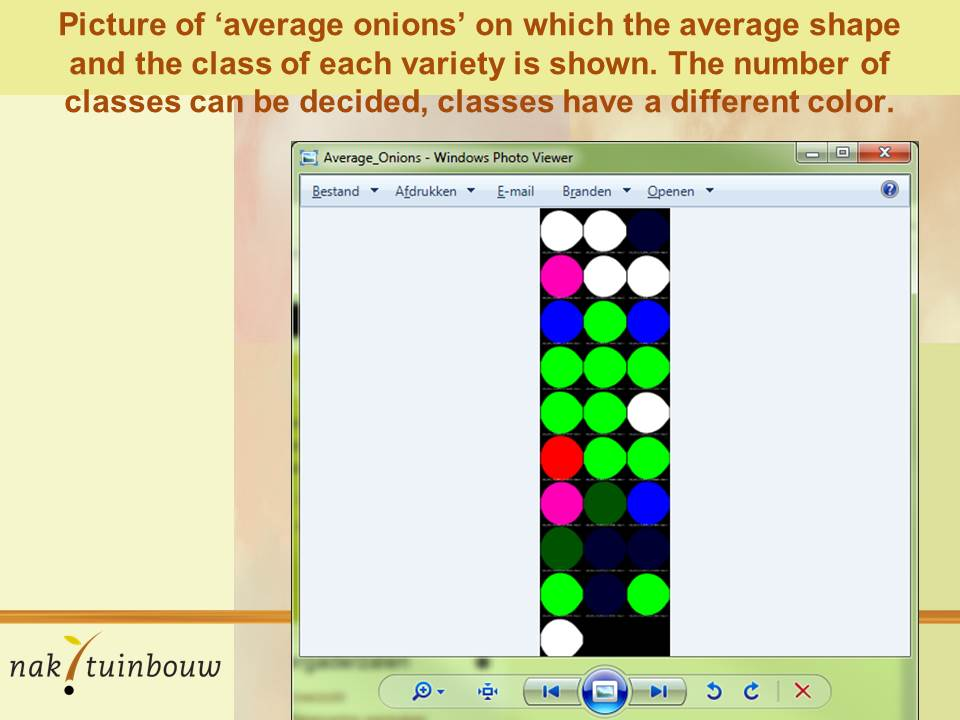 Picture of ‘average onions’ on which the average shape
and the class of each variety is shown. The number of
classes can be decided, classes have a different color.
Average_Onions - Windows Photo Viewer
Bestand Afdrukken E-mail Branden Openen
nak tuinbouw